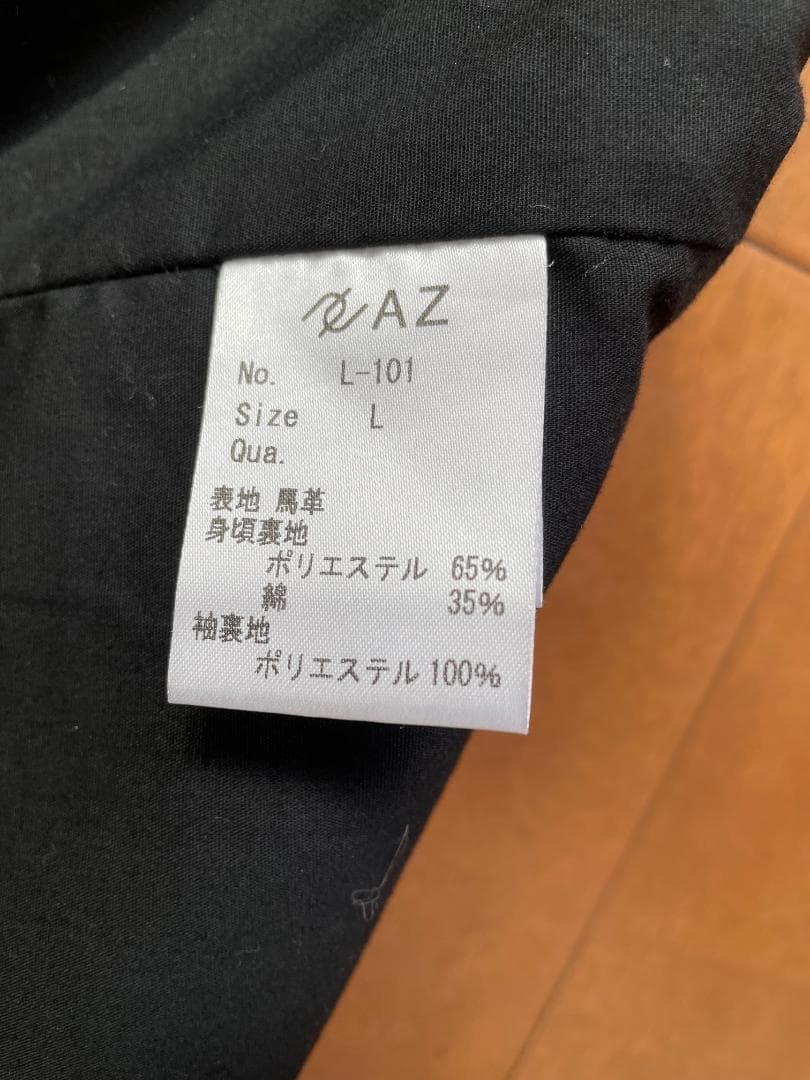 AZ
No. L-101
Size L
Qua.
表地 馬革
身頃裏地
ポリエステル 65%
綿 35%
袖裏地
ポリエステル 100%